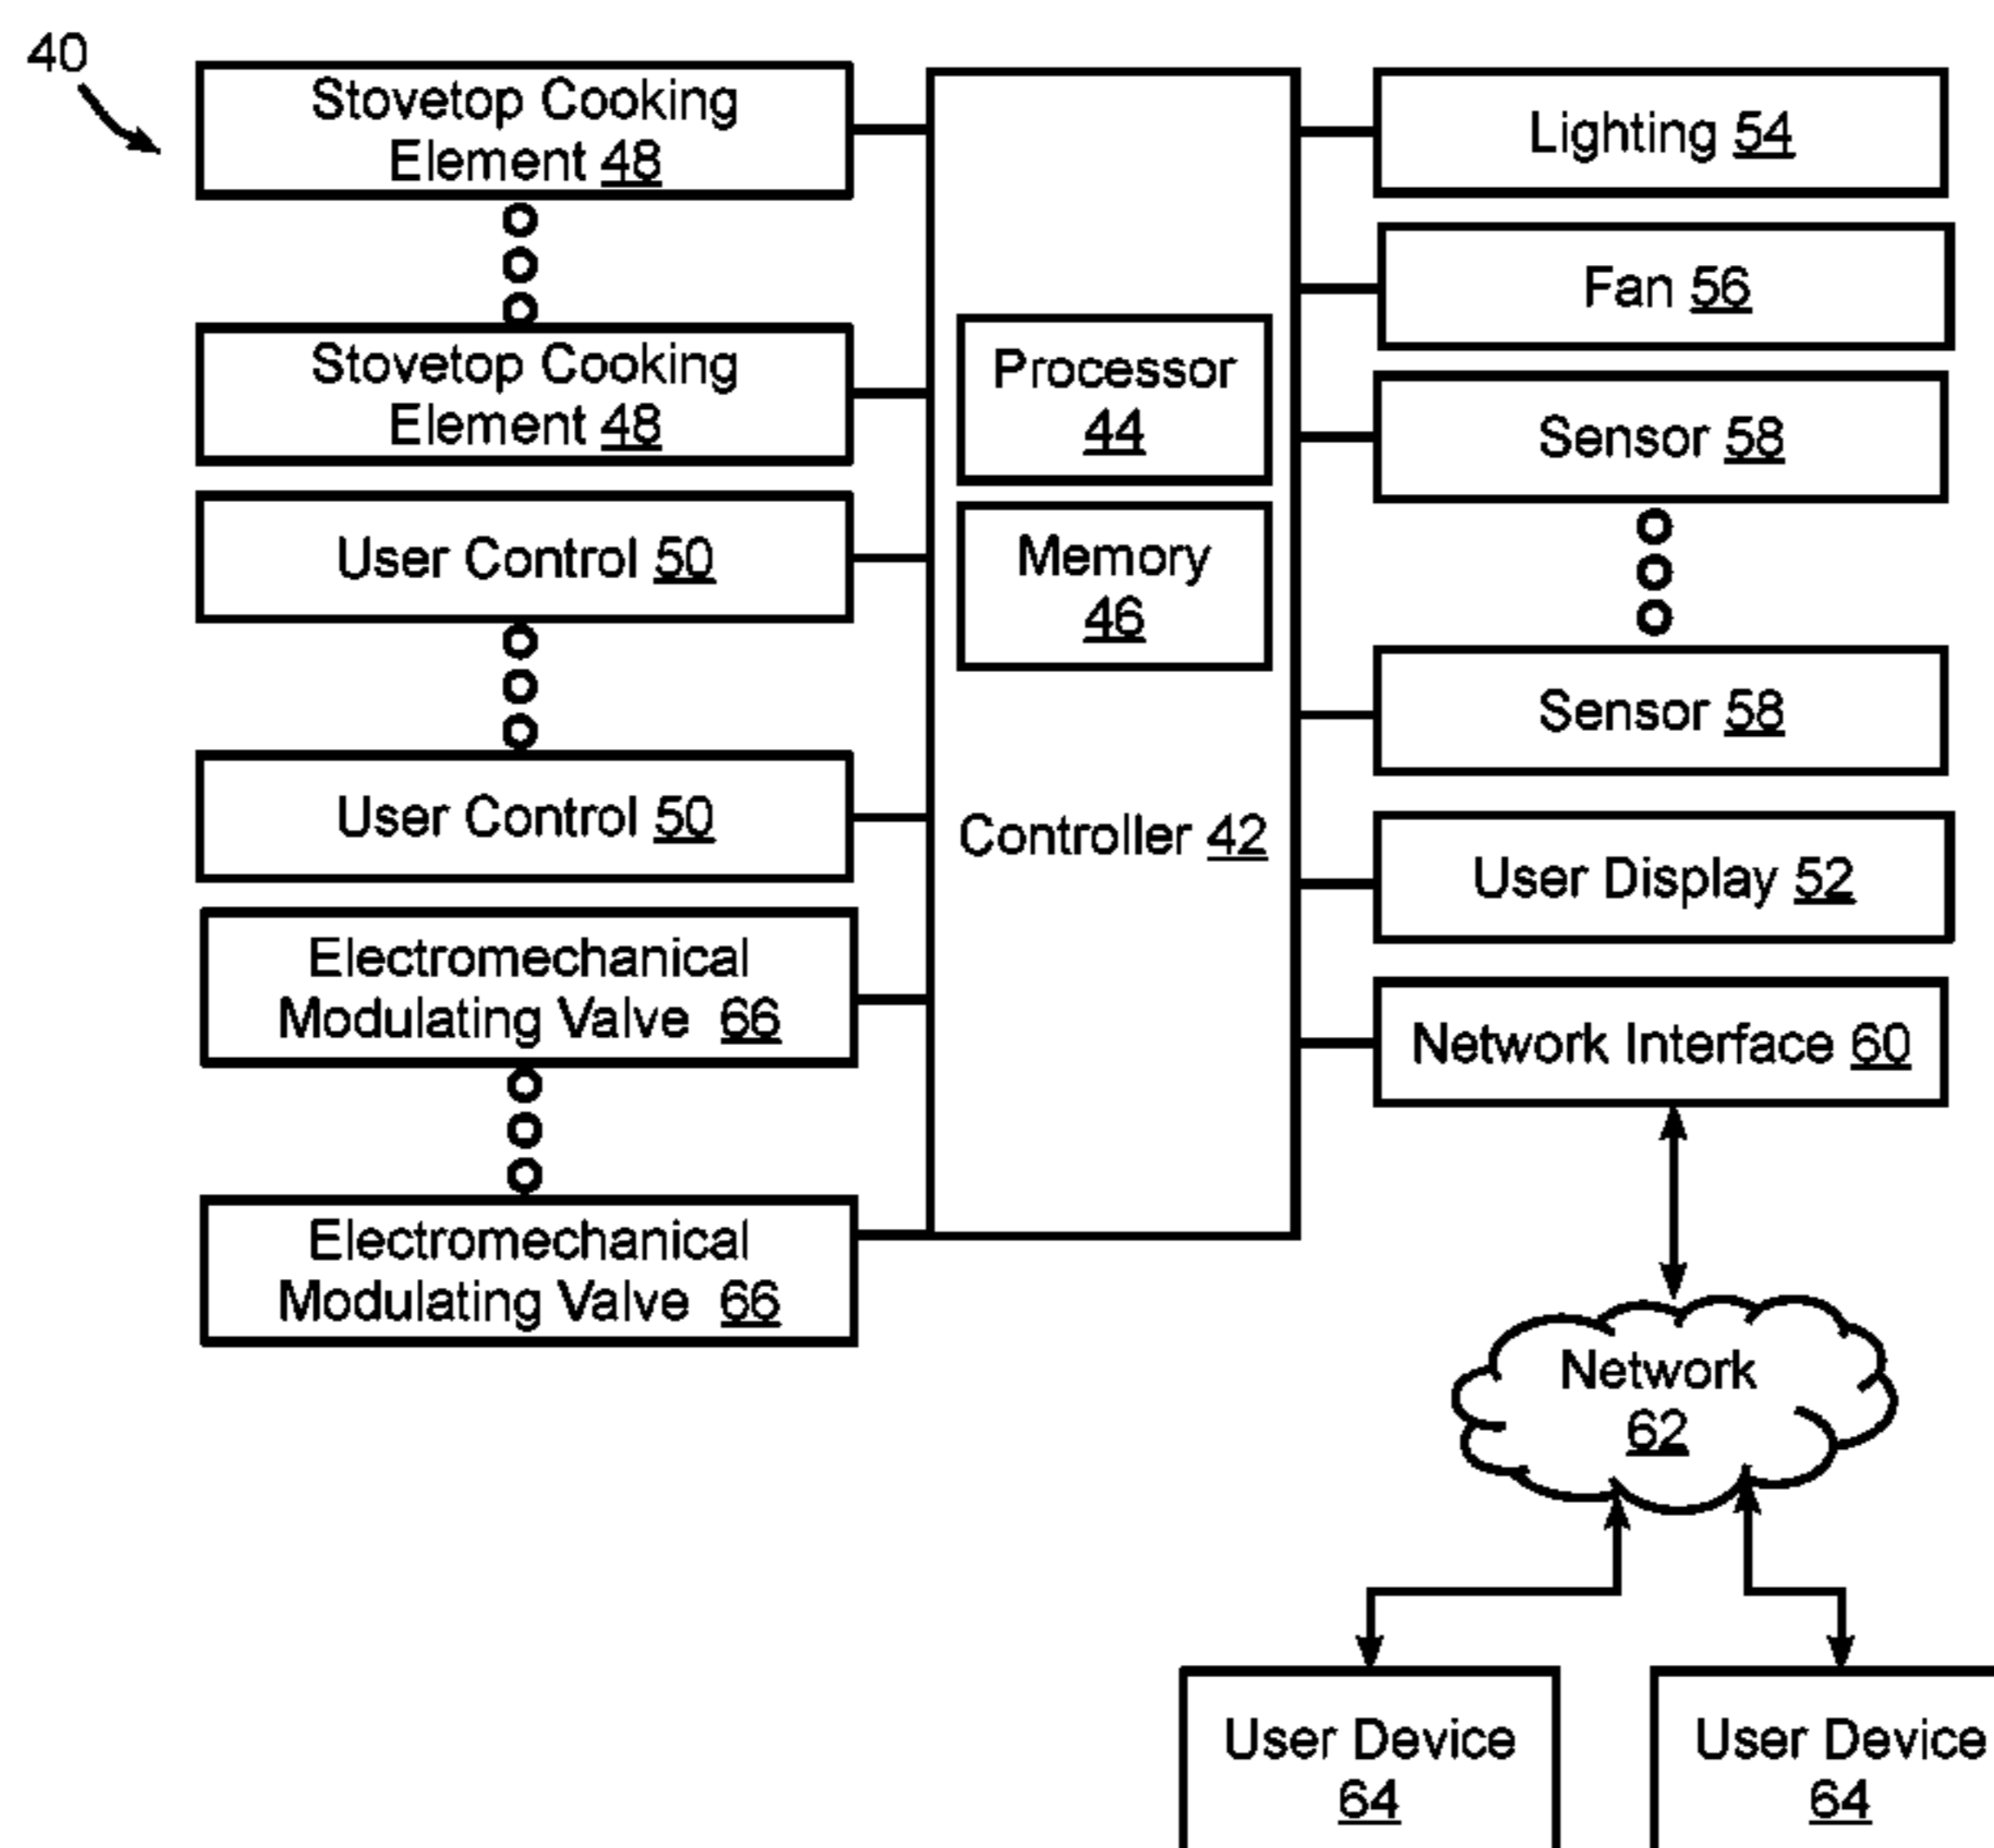 40
Stovetop Cooking
Element 48
Stovetop Cooking
Element 48
User Control 50
User Control 50
Electromechanical
Modulating Valve 66
Electromechanical
Modulating Valve 66
Processor
44
Memory
46
Controller 42
Lighting 54
Fan 56
Sensor 58
Sensor 58
User Display 52
Network Interface 60
Network
62
User Device
64
User Device
64